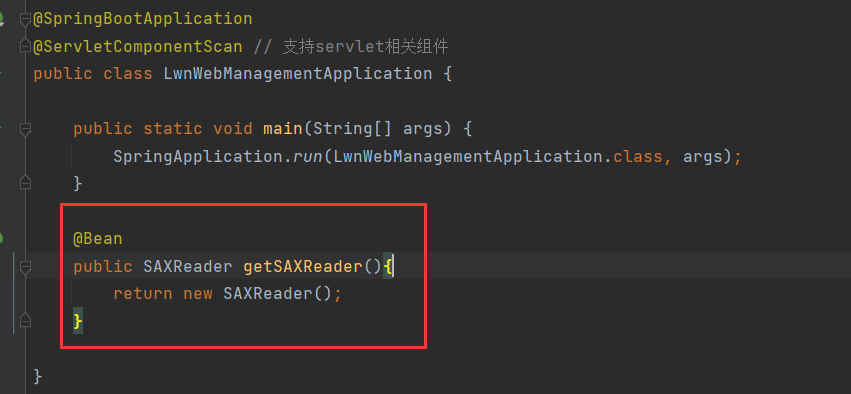 @SpringBootApplication
@ServletComponentScan // 支持servlet相关组件
public class LwnWebManagementApplication {
public static void main(String[] args) {
SpringApplication.run(LwnWebManagementApplication.class, args);
}
@Bean
public SAXReader getSAXReader(){
return new SAXReader();
}
}